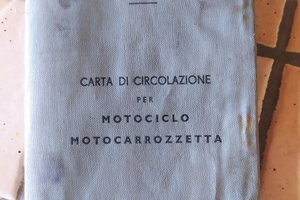 CARTA DI CIRCOLAZIONE
PER
MOTOCICLO
MOTOCARROZZETTA